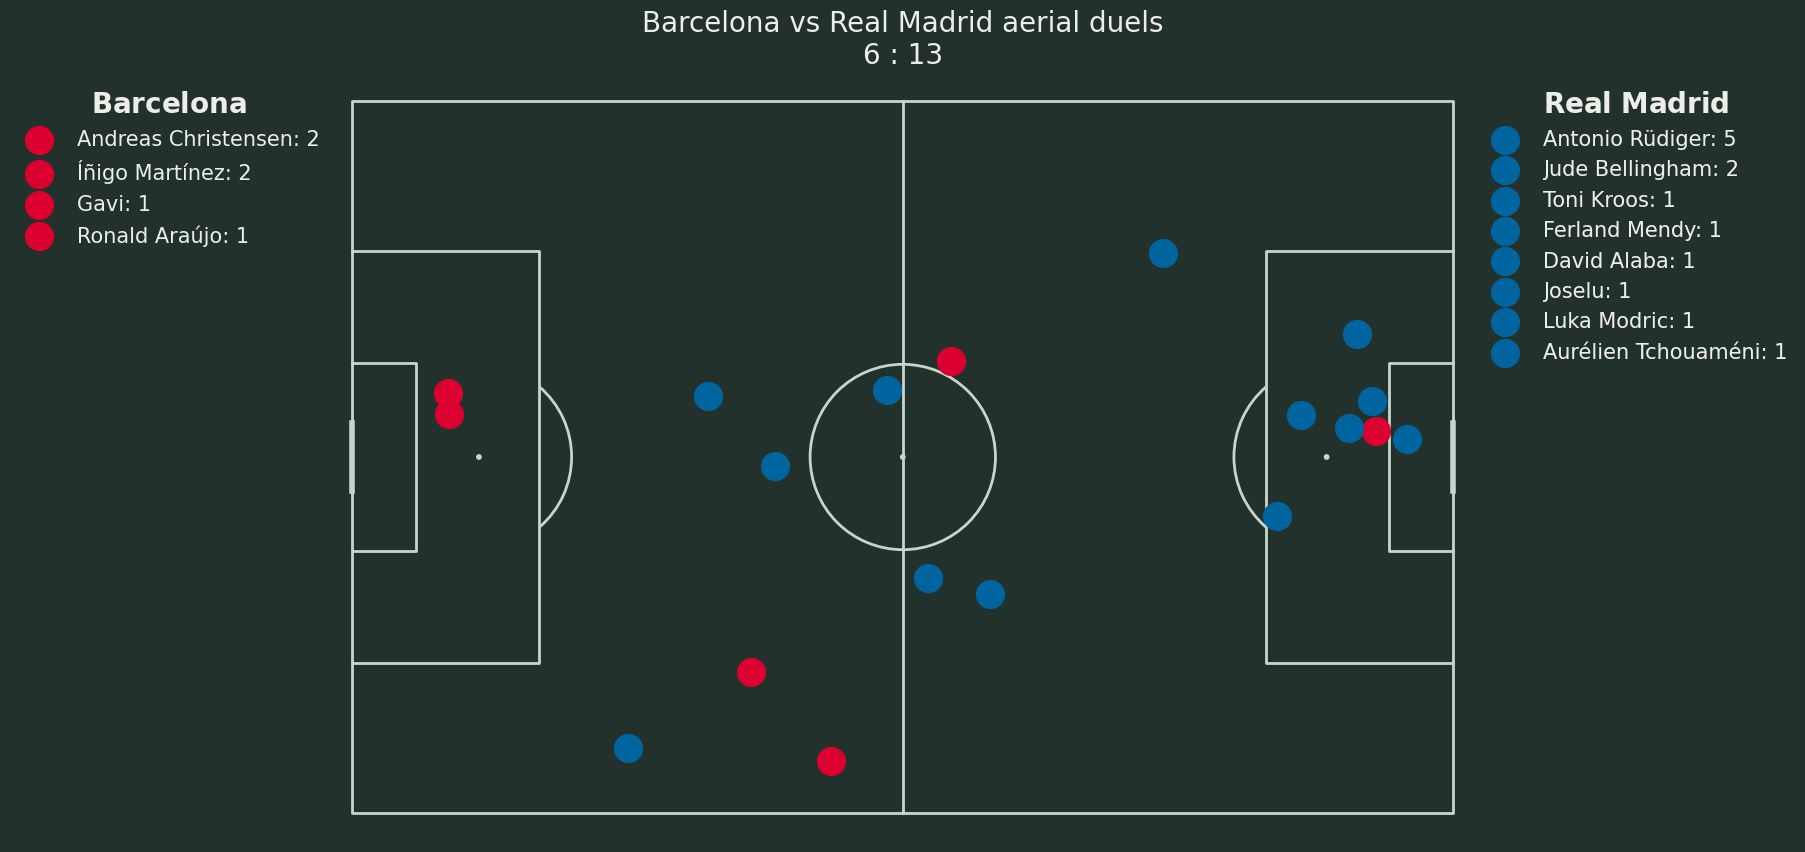 Barcelona vs Real Madrid aerial duels
6 : 13
Barcelona
Andreas Christensen: 2
Íñigo Martínez: 2
Gavi: 1
Ronald Araújo: 1
Real Madrid
Antonio Rüdiger: 5
Jude Bellingham: 2
Toni Kroos: 1
Ferland Mendy: 1
David Alaba: 1
Joselu: 1
Luka Modric: 1
Aurélien Tchouaméni: 1